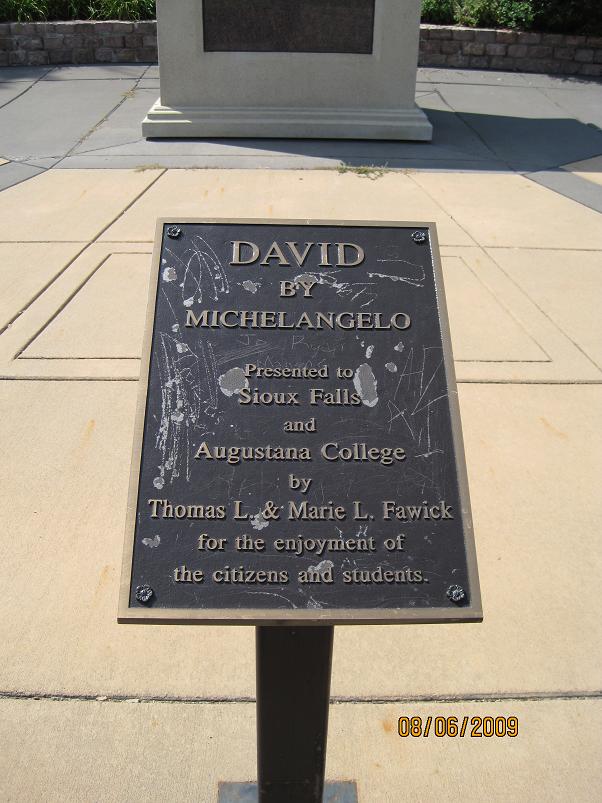 DAVID
BY
MICHELANGELO
Presented to
Sioux Falls
and
Augustana College
by
Thomas L. & Marie L. Fawick
for the enjoyment of
the citizens and students.
08/06/2009